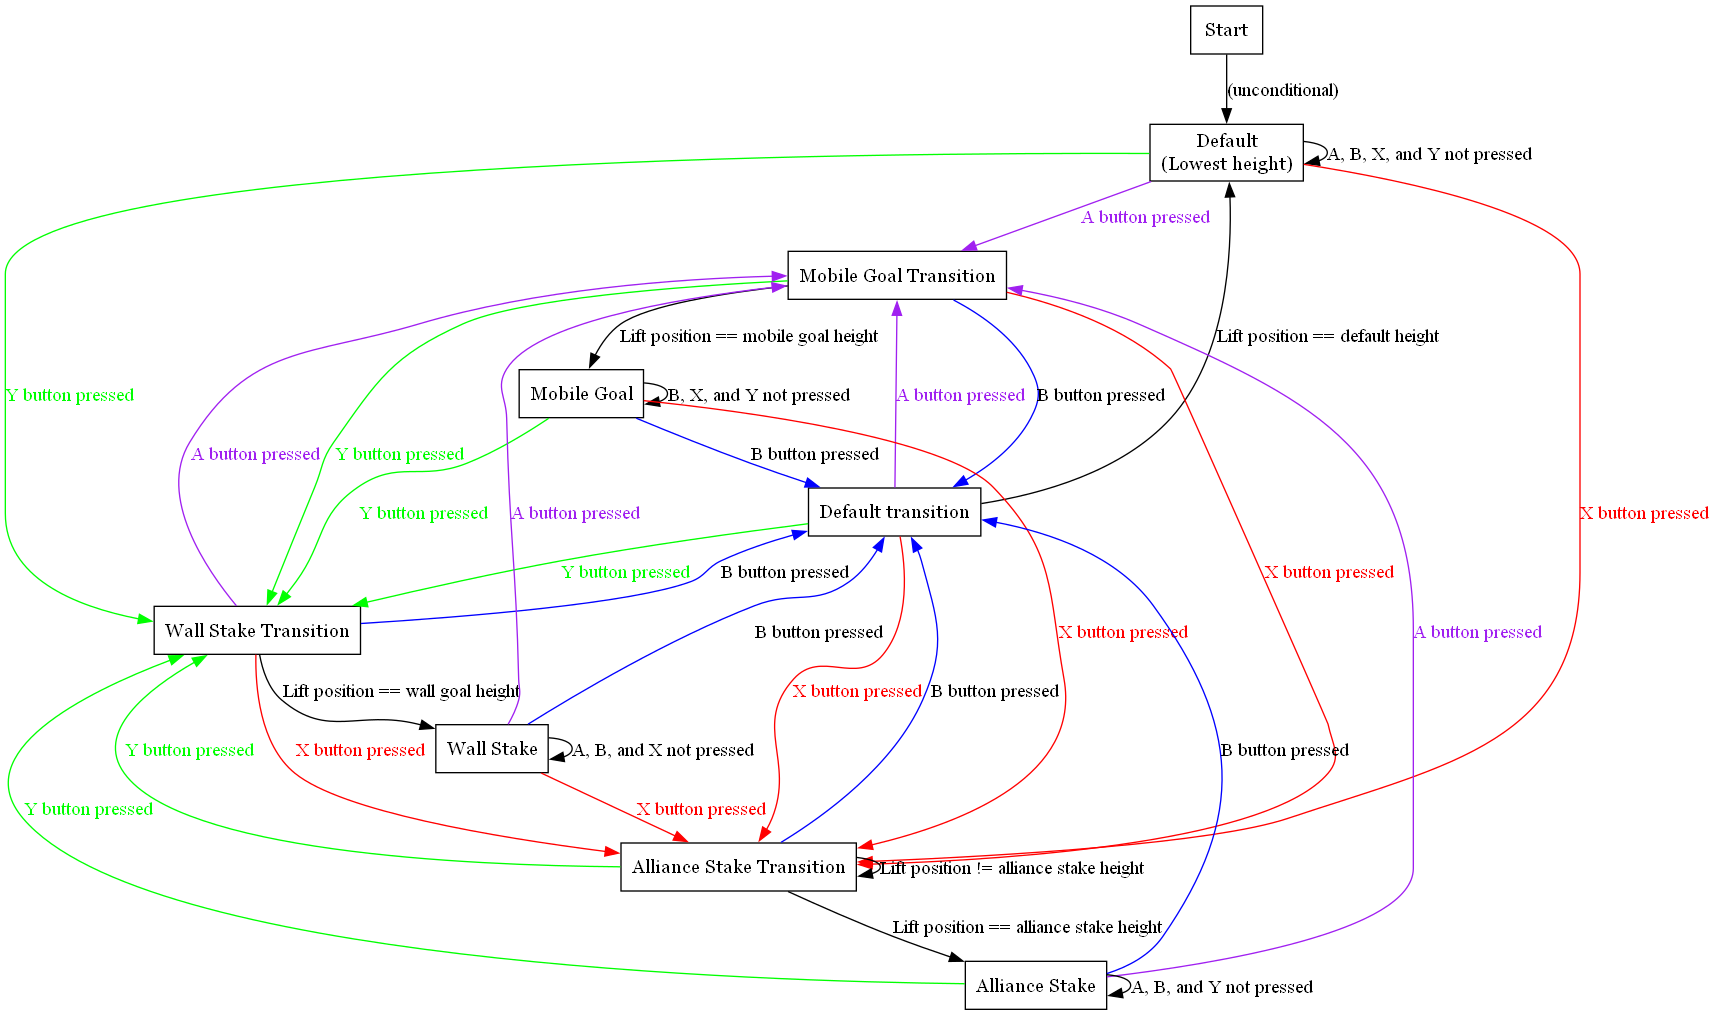 Start
(unconditional)
Default
(Lowest height)
A, B, X, and Y not pressed
A button pressed
Mobile Goal Transition
Lift position == mobile goal height
Lift position == default height
Mobile Goal
B, X, and Y not pressed
Y button pressed
A button pressed
B button pressed
A button pressed
Y button pressed
B button pressed
Y button pressed
A button pressed
Default transition
X button pressed
Y button pressed
B button pressed
X button pressed
Wall Stake Transition
B button pressed
X button pressed
A button pressed
Lift position == wall goal height
X button pressed
B button pressed
Y button pressed
X button pressed
Wall Stake
A, B, and X not pressed
B button pressed
Y button pressed
X button pressed
Alliance Stake Transition
Lift position != alliance stake height
Lift position == alliance stake height
Alliance Stake
A, B, and Y not pressed